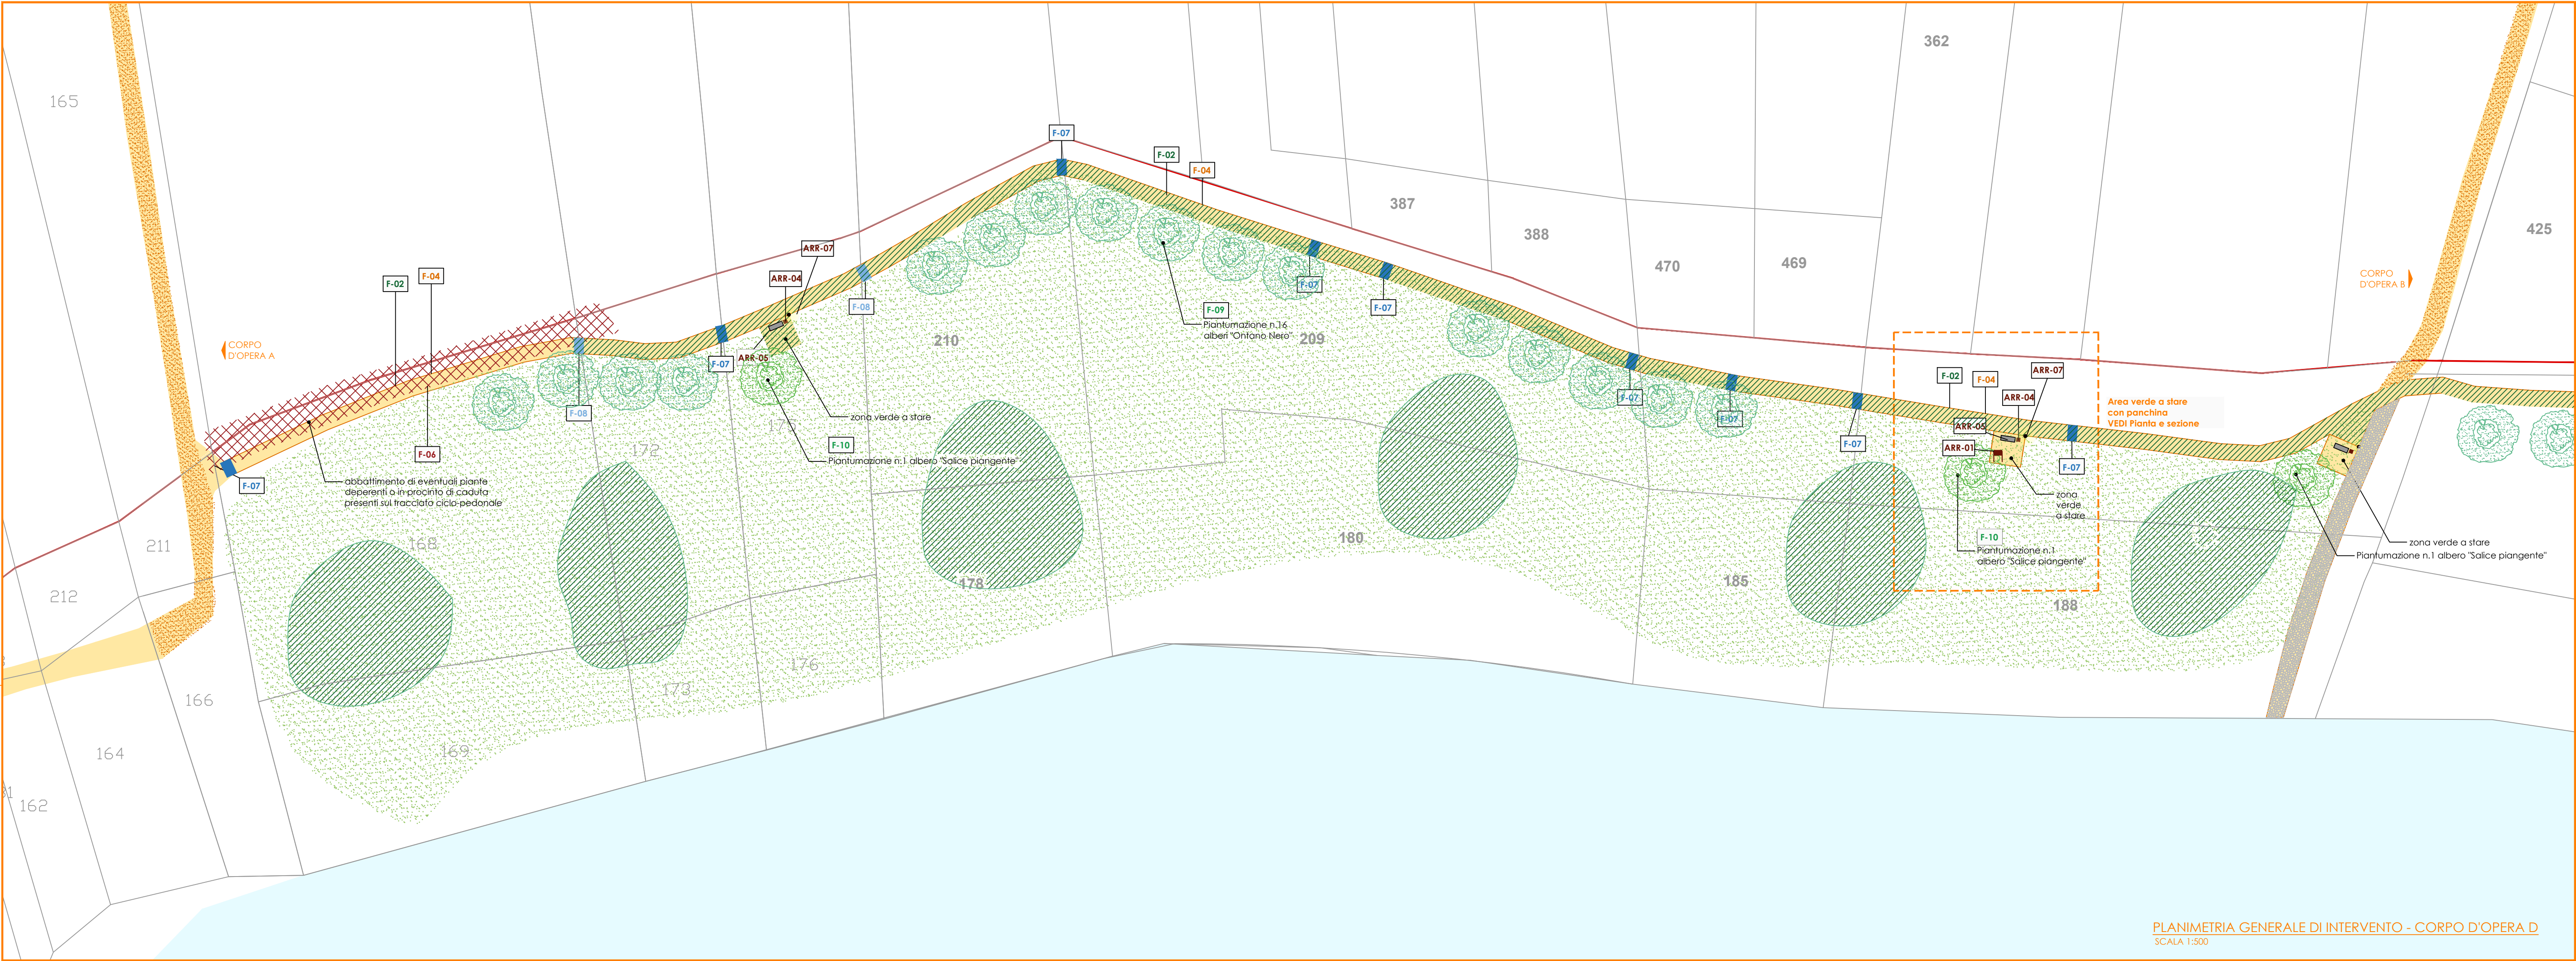 362
165
F-07
F-02
F-04
387
388
425
ARR-07
470
469
F-02
F-04
ARR-04
F-07
CORPO
D'OPERA B
F-08
F-07
F-09
Piantumazione n.16
alberi "Ontano Nero"
209
210
CORPO
D'OPERA A
F-07
ARR-05
ARR-07
F-02
F-04
ARR-04
F-07
Area verde a stare
con panchina
VEDI Pianta e sezione
F-08
zona verde a stare
F-07
ARR-05
172
F-10
Piantumazione n.1 albero "Salice piangente"
F-07
ARR-01
F-06
F-07
F-07
abbattimento di eventuali piante
deperenti o in procinto di caduta
presenti sul tracciato ciclo-pedonale
zona
verde
a stare
211
168
180
F-10
Piantumazione n.1
albero "Salice piangente"
zona verde a stare
Piantumazione n.1 albero "Salice piangente"
178
185
212
188
176
173
166
169
164
162
PLANIMETRIA GENERALE DI INTERVENTO - CORPO D'OPERA D
SCALA 1:500